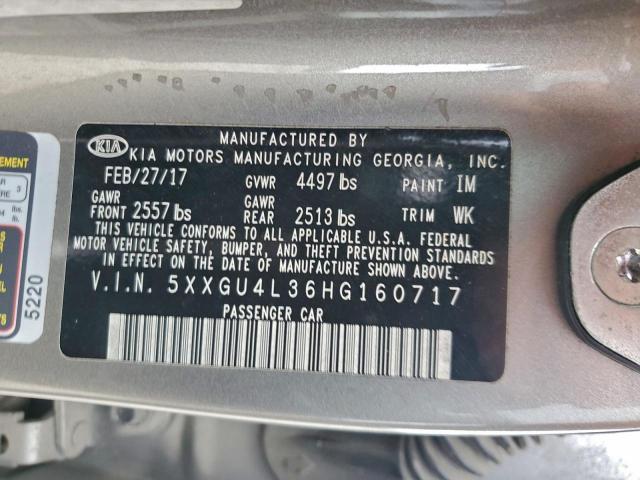 MANUFACTURED BY
KIA KIA MOTORS MANUFACTURING GEORGIA, INC.
FEB/27/17 GVWR 4497 lbs PAINT IM
GAWR FRONT 2557 lbs GAWR REAR 2513 lbs TRIM WK
THIS VEHICLE CONFORMS TO ALL APPLICABLE U.S.A. FEDERAL
MOTOR VEHICLE SAFETY, BUMPER, AND THEFT PREVENTION
STANDARDS IN EFFECT ON THE DATE OF MANUFACTURE SHOWN ABOVE.
V.I.N. 5XXGU4L36HG160717
PASSENGER CAR
5220